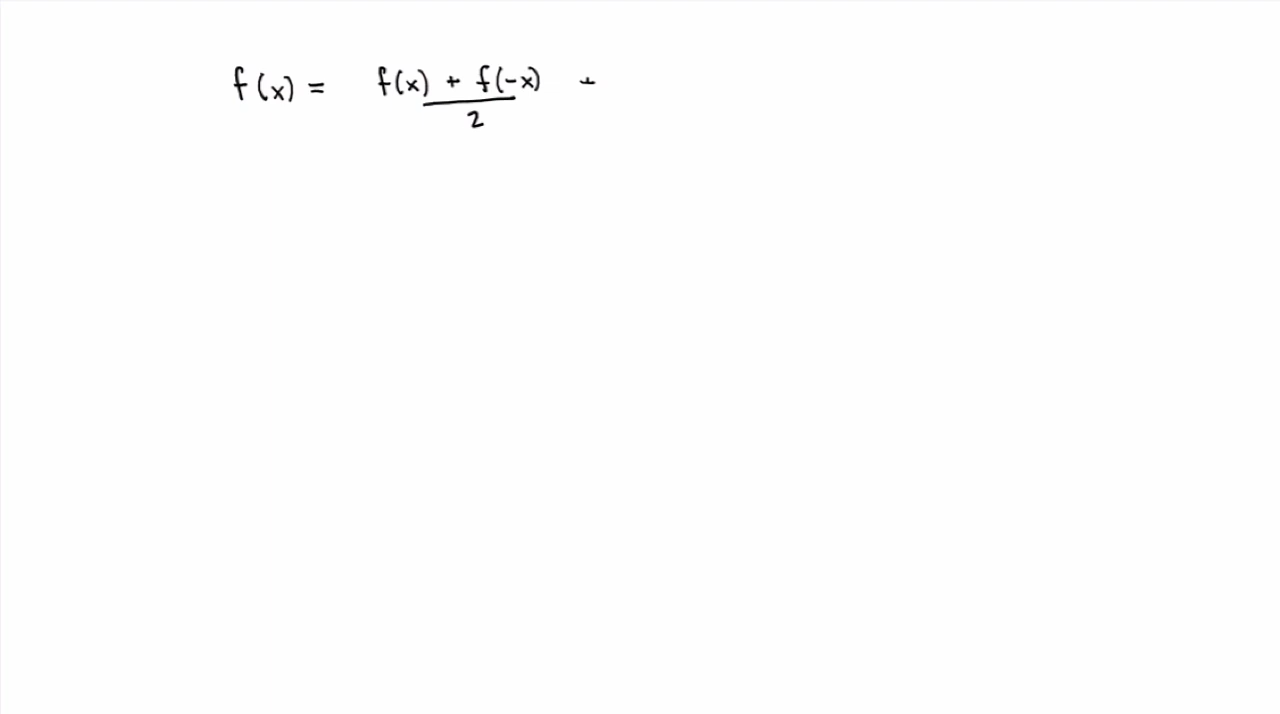 f(x) = f(x) + f(-x) +
2